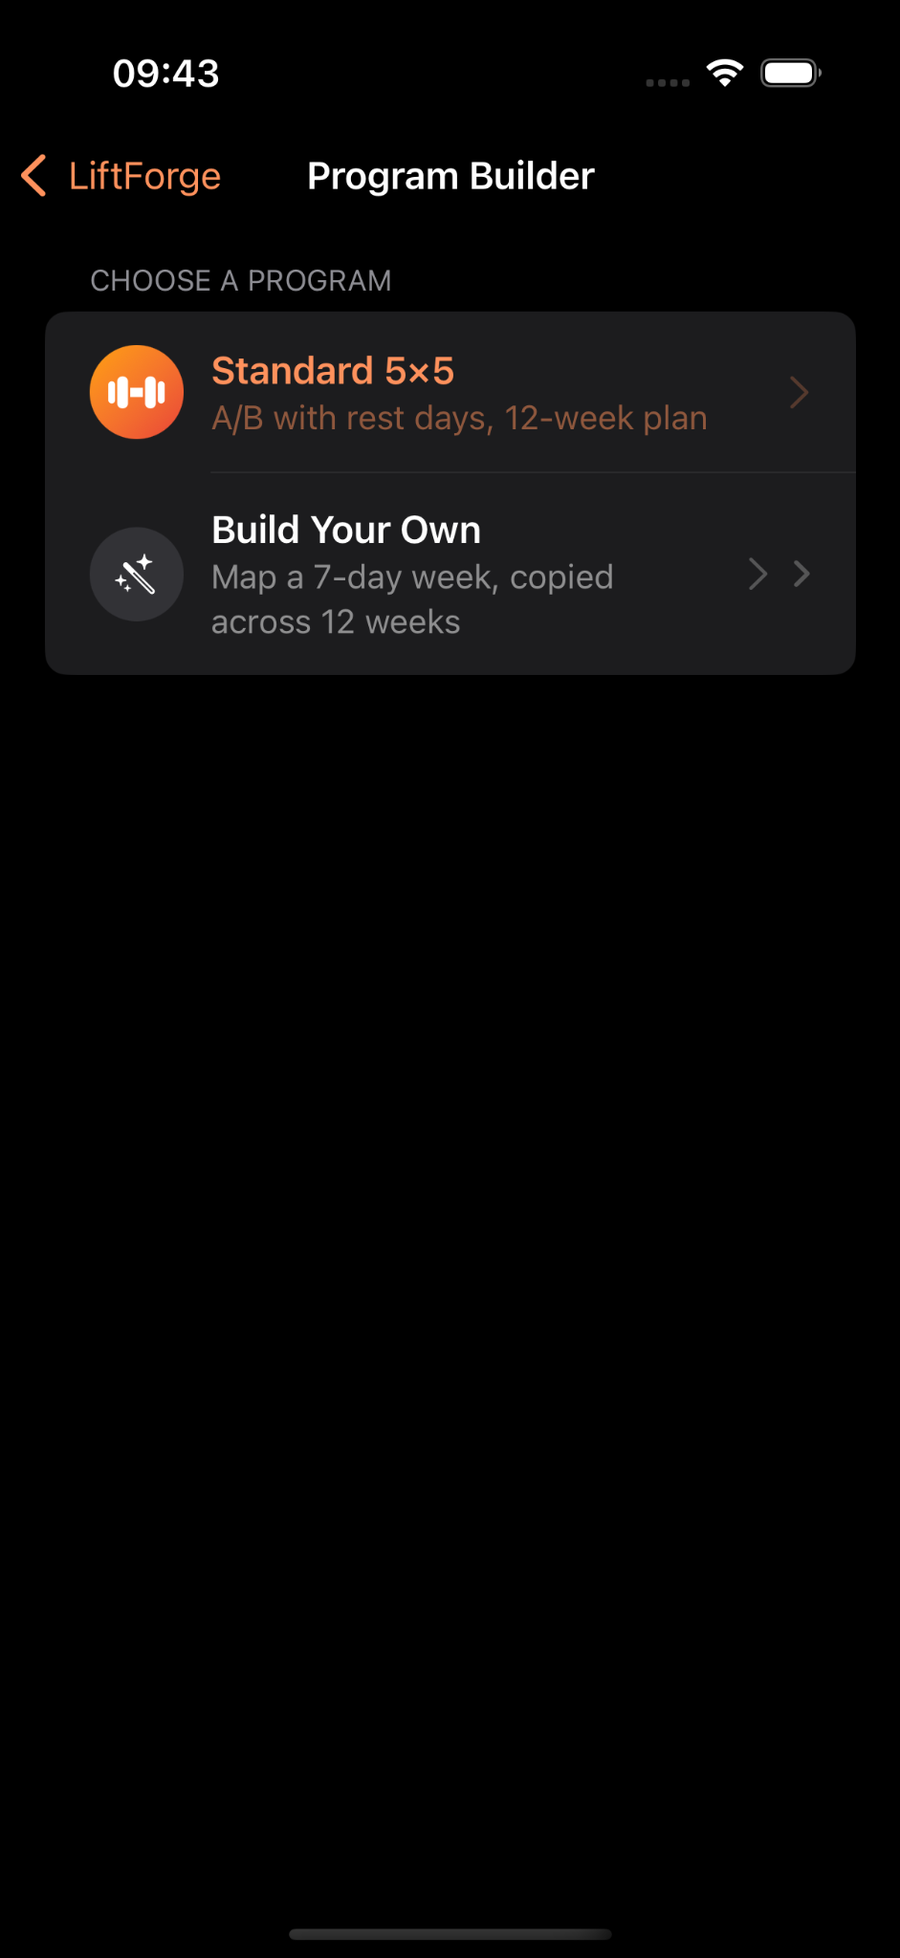 09:43
LiftForge
Program Builder
CHOOSE A PROGRAM
Standard 5×5
A/B with rest days, 12-week plan
Build Your Own
Map a 7-day week, copied
across 12 weeks